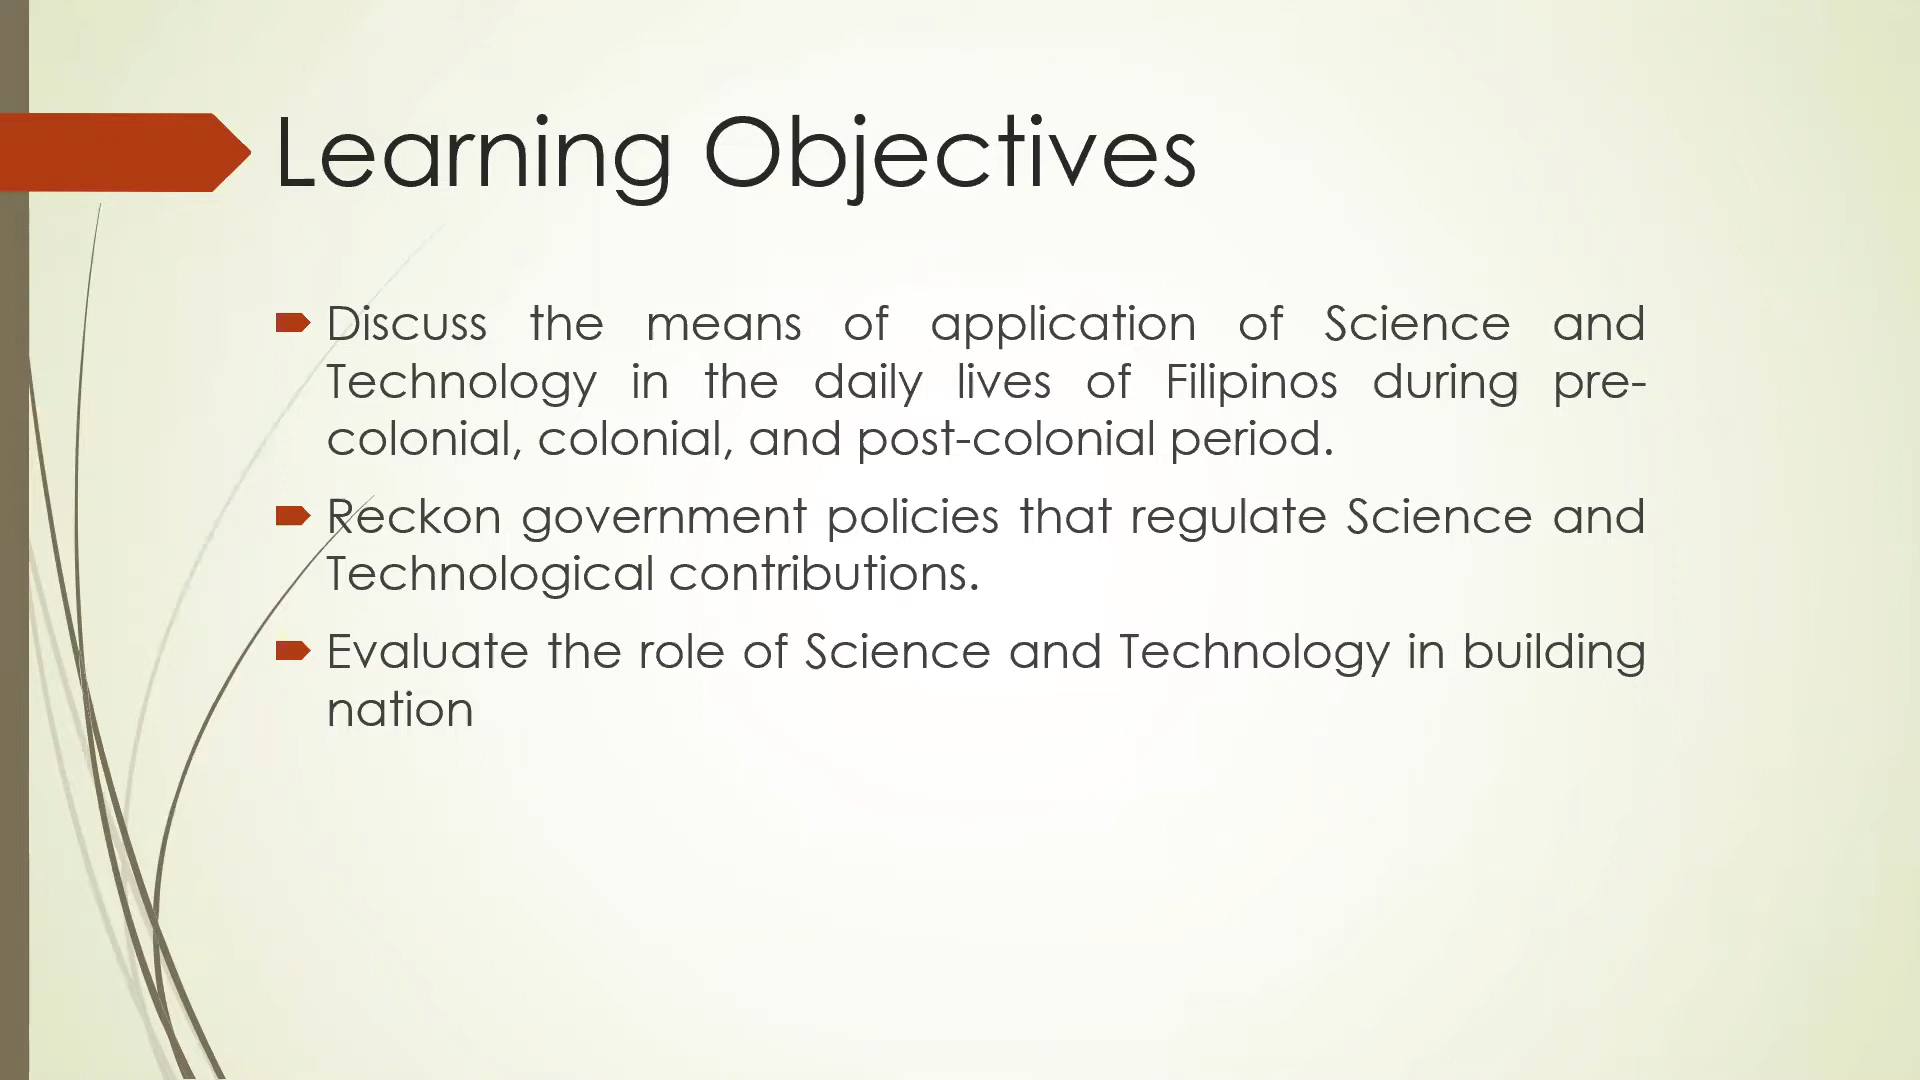 Learning Objectives
Discuss the means of application of Science and
Technology in the daily lives of Filipinos during pre-
colonial, colonial, and post-colonial period.
Reckon government policies that regulate Science and
Technological contributions.
Evaluate the role of Science and Technology in building
nation